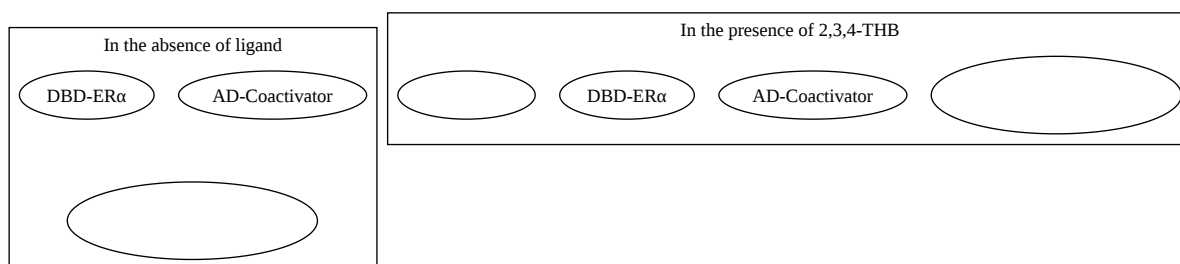 In the absence of ligand
DBD-ERα
AD-Coactivator
In the presence of 2,3,4-THB
DBD-ERα
AD-Coactivator